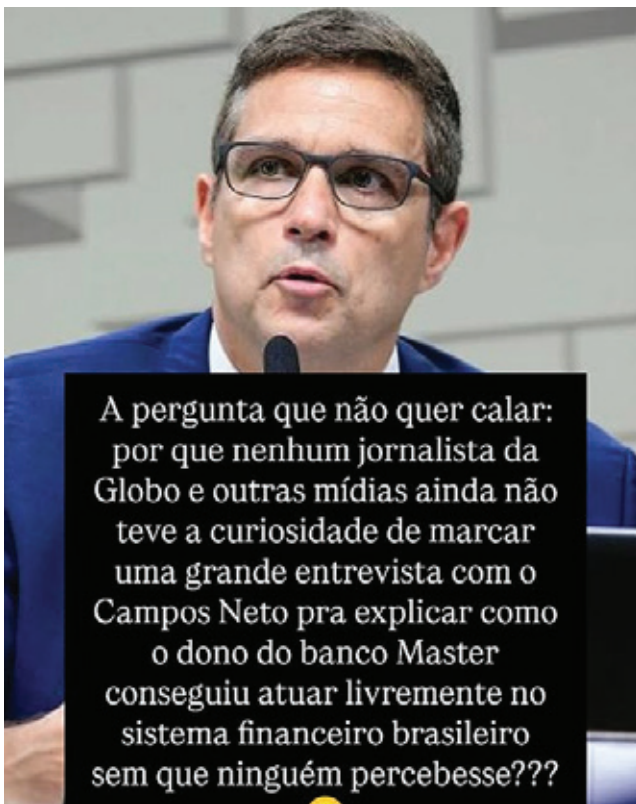 A pergunta que não quer calar:
por que nenhum jornalista da
Globo e outras mídias ainda não
teve a curiosidade de marcar
uma grande entrevista com o
Campos Neto pra explicar como
o dono do banco Master
conseguiu atuar livremente no
sistema financeiro brasileiro
sem que ninguém percebesse???